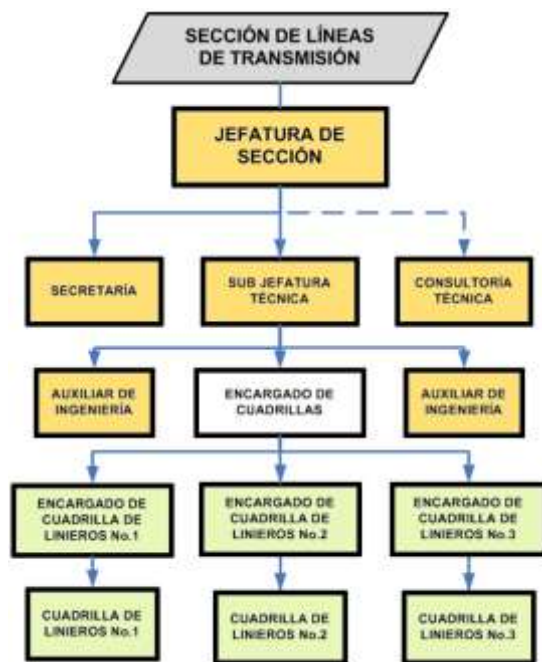 SECCIÓN DE LÍNEAS
DE TRANSMISIÓN
JEFATURA DE
SECCIÓN
SECRETARÍA
SUB JEFATURA
TÉCNICA
CONSULTORÍA
TÉCNICA
AUXILIAR DE
INGENIERÍA
ENCARGADO DE
CUADRILLAS
AUXILIAR DE
INGENIERÍA
ENCARGADO DE
CUADRILLA DE
LINIEROS No.1
ENCARGADO DE
CUADRILLA DE
LINIEROS No.2
ENCARGADO DE
CUADRILLA DE
LINIEROS No.3
CUADRILLA DE
LINIEROS No.1
CUADRILLA DE
LINIEROS No.2
CUADRILLA DE
LINIEROS No.3